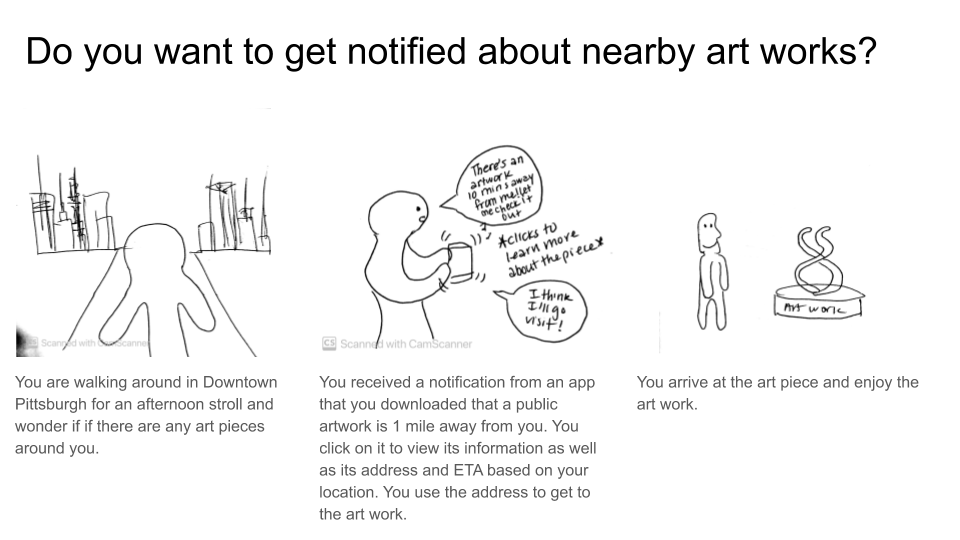 Do you want to get notified about nearby art works?
There's an
artwork
10 mins away
from me! let
me check it
out
*clicks to
learn more
about the piece*
I think
I'll go
visit!
Art work
CS Scanned with CamScanner
CS Scanned with CamScanner
You are walking around in Downtown
Pittsburgh for an afternoon stroll and
wonder if if there are any art pieces
around you.
You received a notification from an app
that you downloaded that a public
artwork is 1 mile away from you. You
click on it to view its information as well
as its address and ETA based on your
location. You use the address to get to
the art work.
You arrive at the art piece and enjoy the
art work.